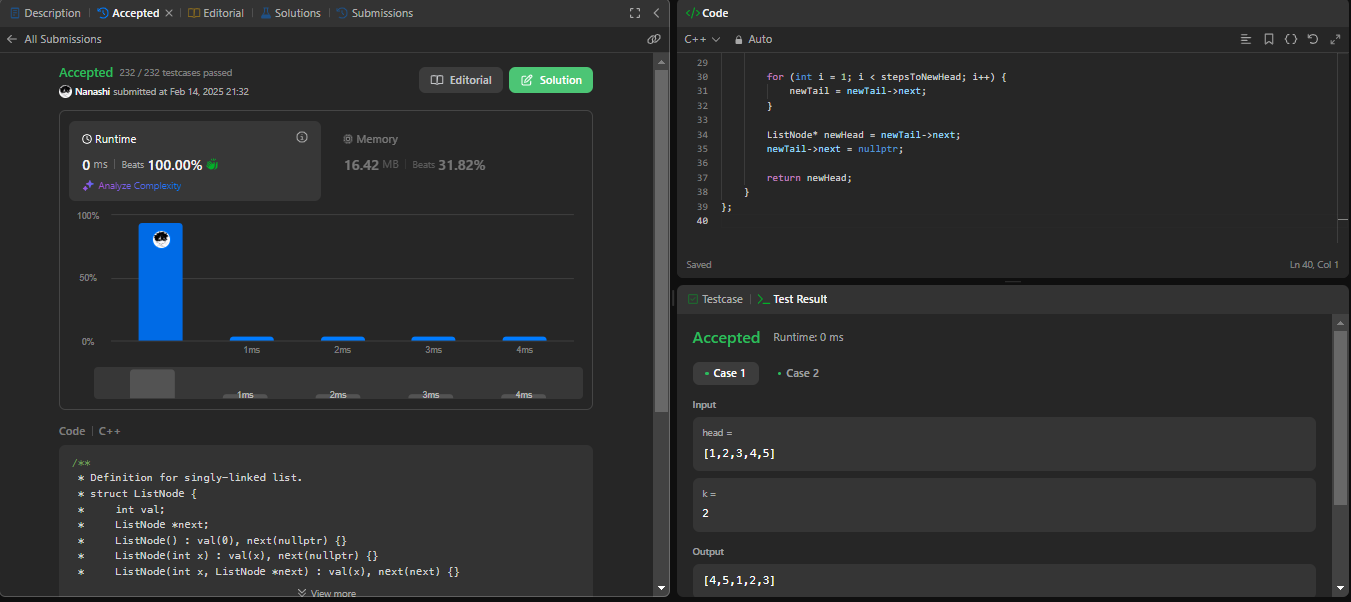 Description Accepted Editorial Solutions Submissions
All Submissions
Accepted 232 / 232 testcases passed
Nanashi submitted at Feb 14, 2025 21:32
Editorial
Solution
Runtime
0 ms Beats 100.00%
Analyze Complexity
Memory
16.42 MB Beats 31.82%
100%
50%
0%
1ms 2ms 3ms 4ms
1ms 2ms 3ms 4ms
Code C++
/**
* Definition for singly-linked list.
* struct ListNode {
*     int val;
*     ListNode *next;
*     ListNode() : val(0), next(nullptr) {}
*     ListNode(int x) : val(x), next(nullptr) {}
*     ListNode(int x, ListNode *next) : val(x), next(next) {}
View more
</> Code
C++ Auto
29
30 for (int i = 1; i < stepsToNewHead; i++) {
31 newTail = newTail->next;
32 }
33
34 ListNode* newHead = newTail->next;
35 newTail->next = nullptr;
36
37 return newHead;
38 }
39 };
40
Saved Ln 40, Col 1
Testcase >_ Test Result
Accepted Runtime: 0 ms
Case 1 Case 2
Input
head =
[1,2,3,4,5]
k =
2
Output
[4,5,1,2,3]